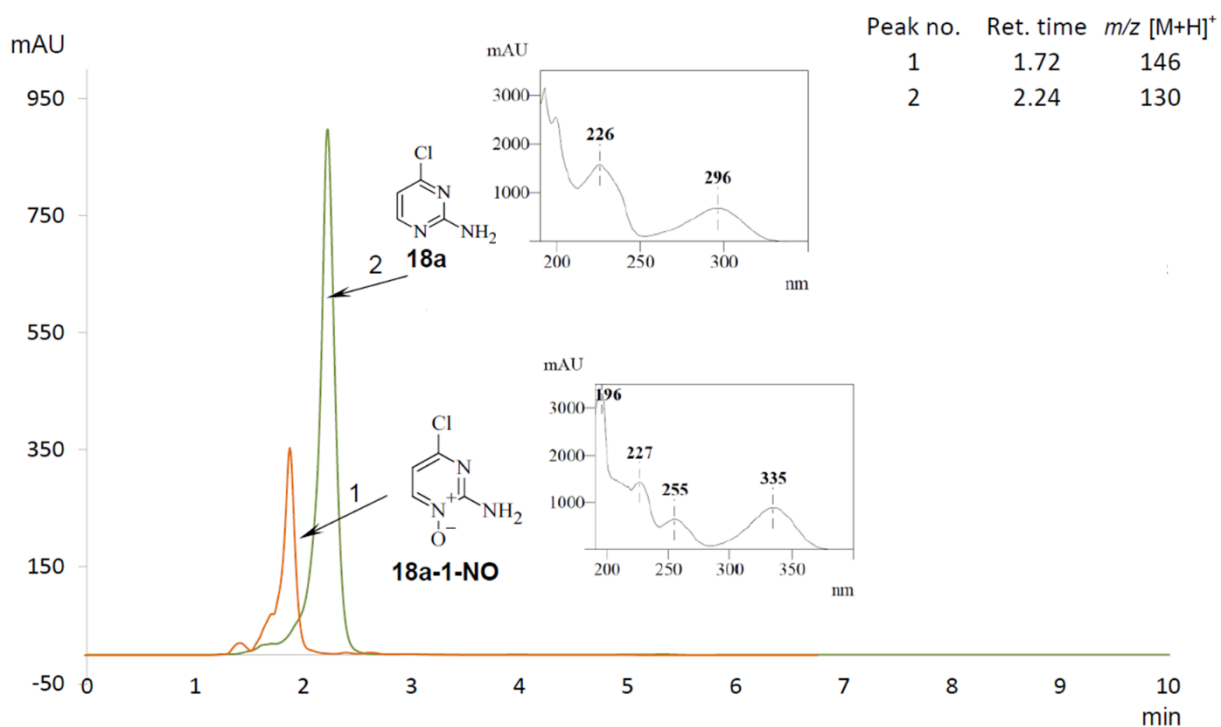 Peak no. Ret. time m/z [M+H]+
1 1.72 146
2 2.24 130
mAU
950
750
550
350
150
-50
0 1 2 3 4 5 6 7 8 9 10
min
mAU
3000
2000
1000
226
296
200 250 300
nm
Cl
N
N
NH2
18a
2
mAU
3000
2000
1000
196
227
255
335
200 250 300 350
nm
Cl
N
N+
NH2
O−
18a-1-NO
1